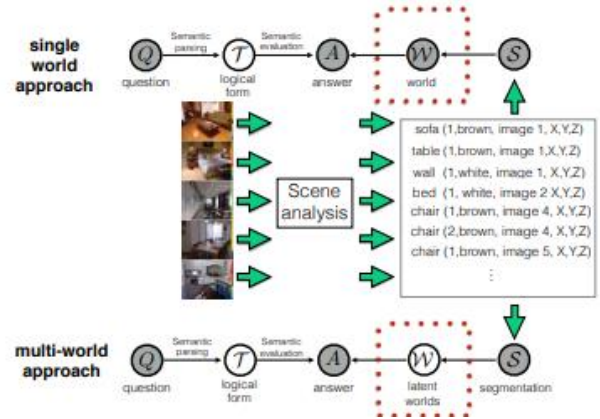 single world approach
Q
Semantic parsing
T
Semantic evaluation
A
W
S
question
logical form
answer
world
Scene analysis
sofa (1,brown, image 1, X,Y,Z)
table (1,brown, image 1,X,Y,Z)
wall (1,white, image 1, X,Y,Z)
bed (1, white, image 2 X,Y,Z)
chair (1,brown, image 4, X,Y,Z)
chair (2,brown, image 4, X,Y,Z)
chair (1,brown, image 5, X,Y,Z)
⋮
multi-world approach
Q
Semantic parsing
T
Semantic evaluation
A
W
S
question
logical form
answer
latent worlds
segmentation